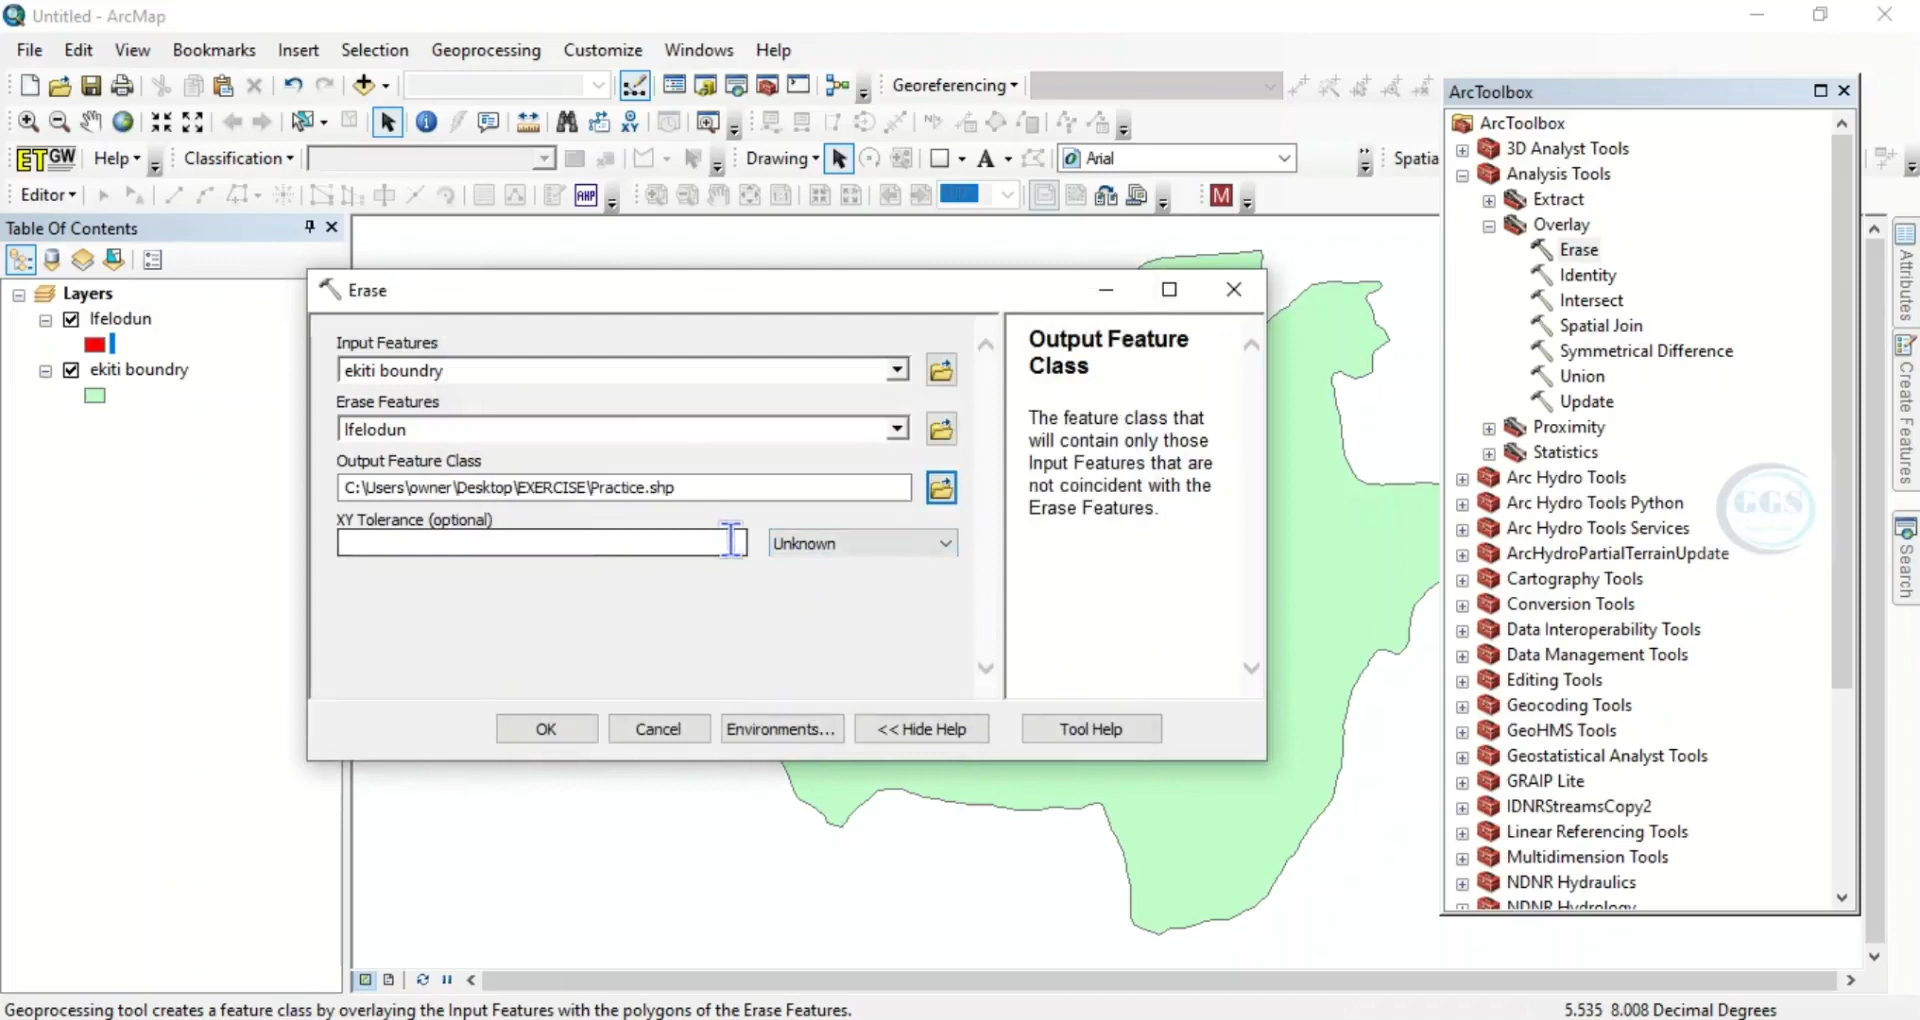 Untitled - ArcMap
File Edit View Bookmarks Insert Selection Geoprocessing Customize Windows Help
Georeferencing
ET GW Help Classification Drawing A Arial Spatia
Editor AHP M
Table Of Contents
Layers
Ifelodun
ekiti boundry
Erase
Input Features
ekiti boundry
Erase Features
Ifelodun
Output Feature Class
C:\Users\owner\Desktop\EXERCISE\Practice.shp
XY Tolerance (optional)
Unknown
OK Cancel Environments... << Hide Help Tool Help
Output Feature
Class
The feature class that
will contain only those
Input Features that are
not coincident with the
Erase Features.
ArcToolbox
ArcToolbox
3D Analyst Tools
Analysis Tools
Extract
Overlay
Erase
Identity
Intersect
Spatial Join
Symmetrical Difference
Union
Update
Proximity
Statistics
Arc Hydro Tools
Arc Hydro Tools Python
Arc Hydro Tools Services
ArcHydroPartialTerrainUpdate
Cartography Tools
Conversion Tools
Data Interoperability Tools
Data Management Tools
Editing Tools
Geocoding Tools
GeoHMS Tools
Geostatistical Analyst Tools
GRAIP Lite
IDNRStreamsCopy2
Linear Referencing Tools
Multidimension Tools
NDNR Hydraulics
NDNR Hydrology
GGS
Attributes
Create Features
Search
Geoprocessing tool creates a feature class by overlaying the Input Features with the polygons of the Erase Features.
5.535 8.008 Decimal Degrees